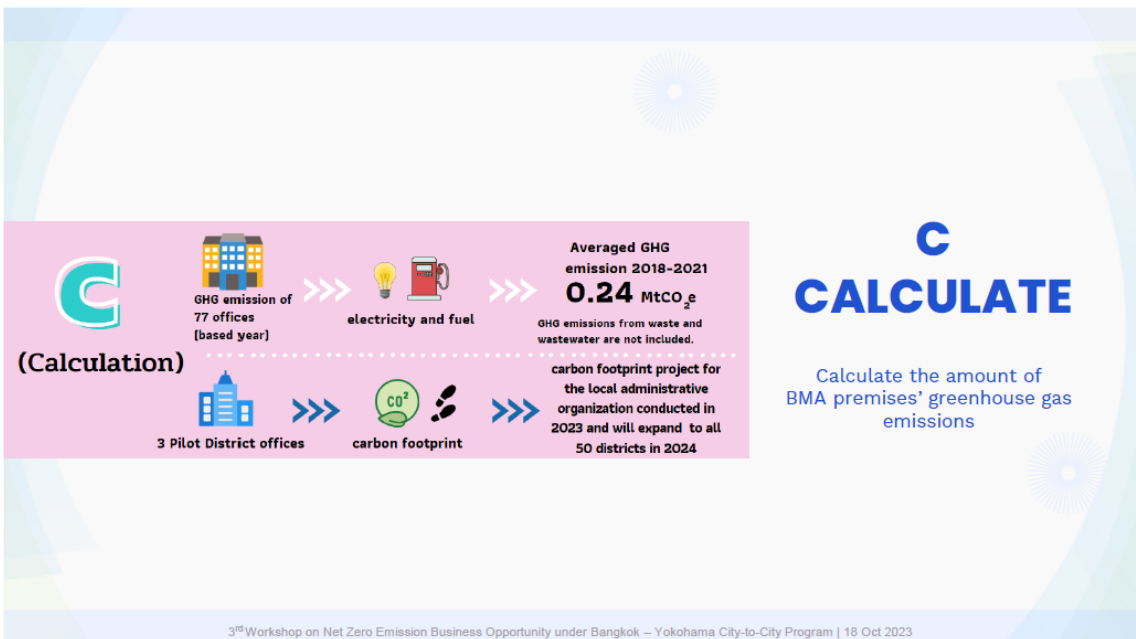 C
(Calculation)
GHG emission of
77 offices
(based year)
electricity and fuel
Averaged GHG
emission 2018-2021
0.24 MtCO2e
GHG emissions from waste and
wastewater are not included.
3 Pilot District offices
CO²
carbon footprint
carbon footprint project for
the local administrative
organization conducted in
2023 and will expand to all
50 districts in 2024
C
CALCULATE
Calculate the amount of
BMA premises' greenhouse gas
emissions
3rd Workshop on Net Zero Emission Business Opportunity under Bangkok – Yokohama City-to-City Program | 18 Oct 2023